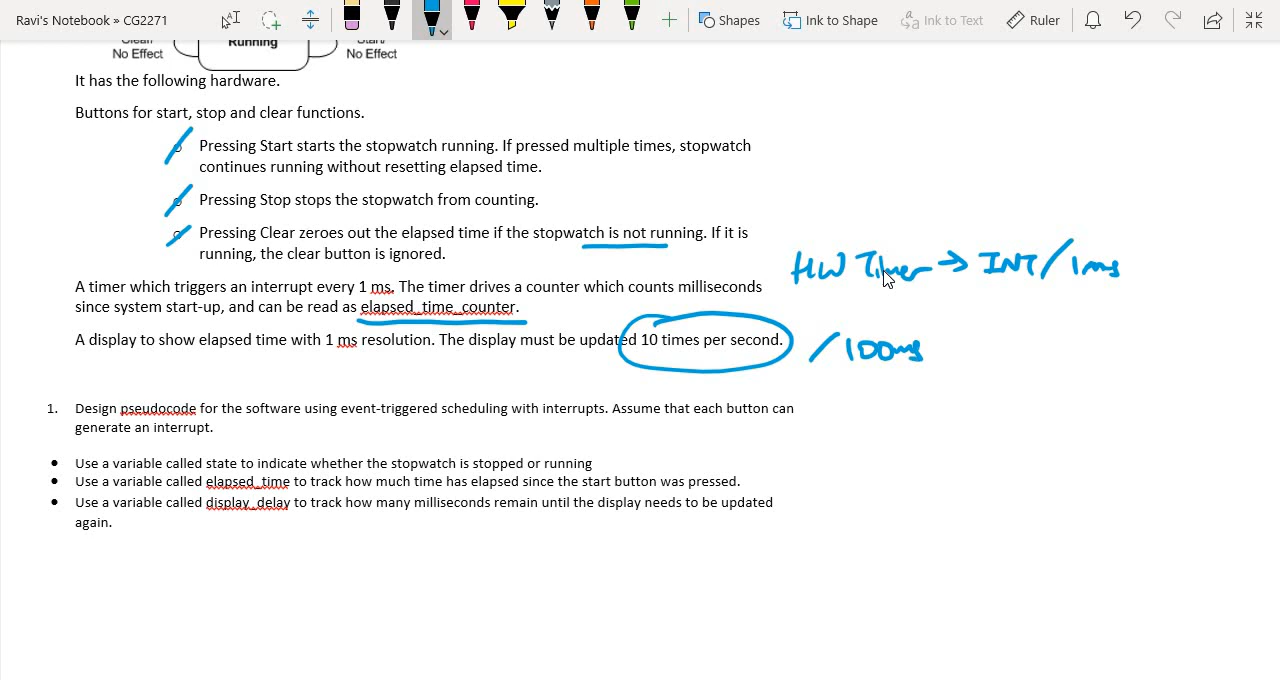 Ravi's Notebook » CG2271
Shapes
Ink to Shape
Ink to Text
Ruler
Clean
No Effect
Running
Start/
No Effect
It has the following hardware.
Buttons for start, stop and clear functions.
Pressing Start starts the stopwatch running. If pressed multiple times, stopwatch
continues running without resetting elapsed time.
Pressing Stop stops the stopwatch from counting.
Pressing Clear zeroes out the elapsed time if the stopwatch is not running. If it is
running, the clear button is ignored.
HW Timer → INT/1ms
A timer which triggers an interrupt every 1 ms. The timer drives a counter which counts milliseconds
since system start-up, and can be read as elapsed_time_counter.
A display to show elapsed time with 1 ms resolution. The display must be updated 10 times per second.
/100ms
1. Design pseudocode for the software using event-triggered scheduling with interrupts. Assume that each button can
generate an interrupt.
• Use a variable called state to indicate whether the stopwatch is stopped or running
• Use a variable called elapsed_time to track how much time has elapsed since the start button was pressed.
• Use a variable called display_delay to track how many milliseconds remain until the display needs to be updated
again.